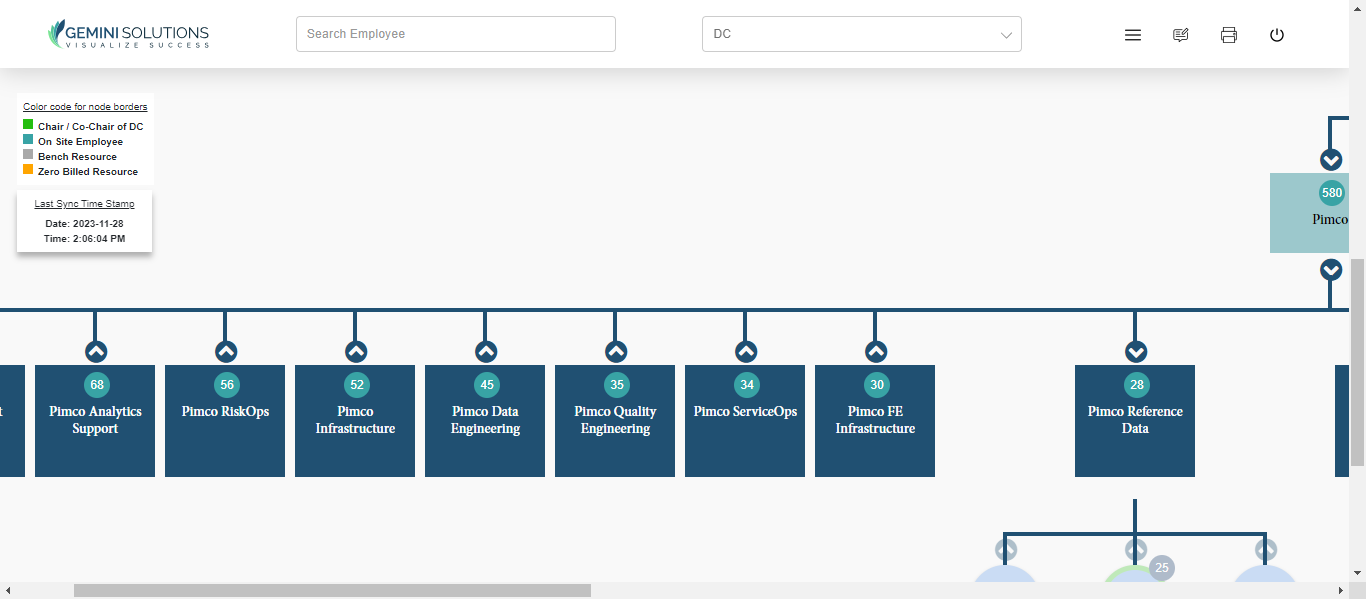 GEMINI SOLUTIONS
VISUALIZE SUCCESS
Search Employee
DC
Color code for node borders
Chair / Co-Chair of DC
On Site Employee
Bench Resource
Zero Billed Resource
Last Sync Time Stamp
Date: 2023-11-28
Time: 2:06:04 PM
580
Pimco
t
68
Pimco Analytics
Support
56
Pimco RiskOps
52
Pimco
Infrastructure
45
Pimco Data
Engineering
35
Pimco Quality
Engineering
34
Pimco ServiceOps
30
Pimco FE
Infrastructure
28
Pimco Reference
Data
25